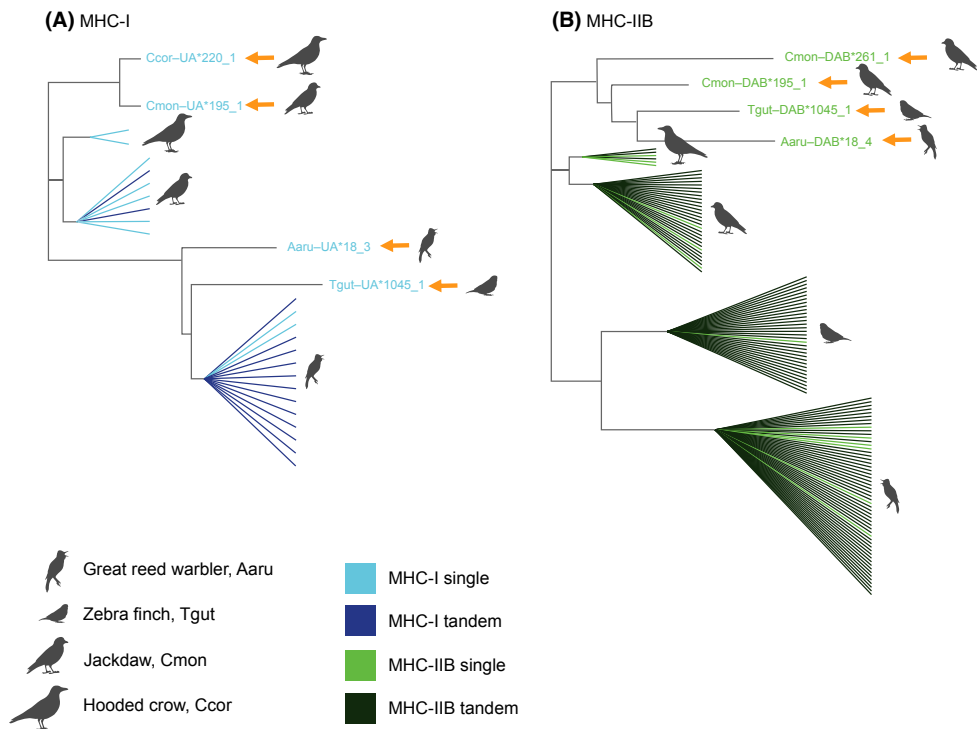 (A) MHC-I
Ccor–UA*220_1
Cmon–UA*195_1
Aaru–UA*18_3
Tgut–UA*1045_1
(B) MHC-IIB
Cmon–DAB*261_1
Cmon–DAB*195_1
Tgut–DAB*1045_1
Aaru–DAB*18_4
Great reed warbler, Aaru
Zebra finch, Tgut
Jackdaw, Cmon
Hooded crow, Ccor
MHC-I single
MHC-I tandem
MHC-IIB single
MHC-IIB tandem